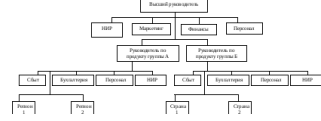 Высший руководитель
НИР
Маркетинг
Финансы
Персонал
Руководитель по
продукту группы А
Руководитель по
продукту группы Б
Сбыт
Бухгалтерия
Персонал
НИР
Сбыт
Бухгалтерия
Персонал
НИР
Регион
1
Регион
2
Страна
1
Страна
2